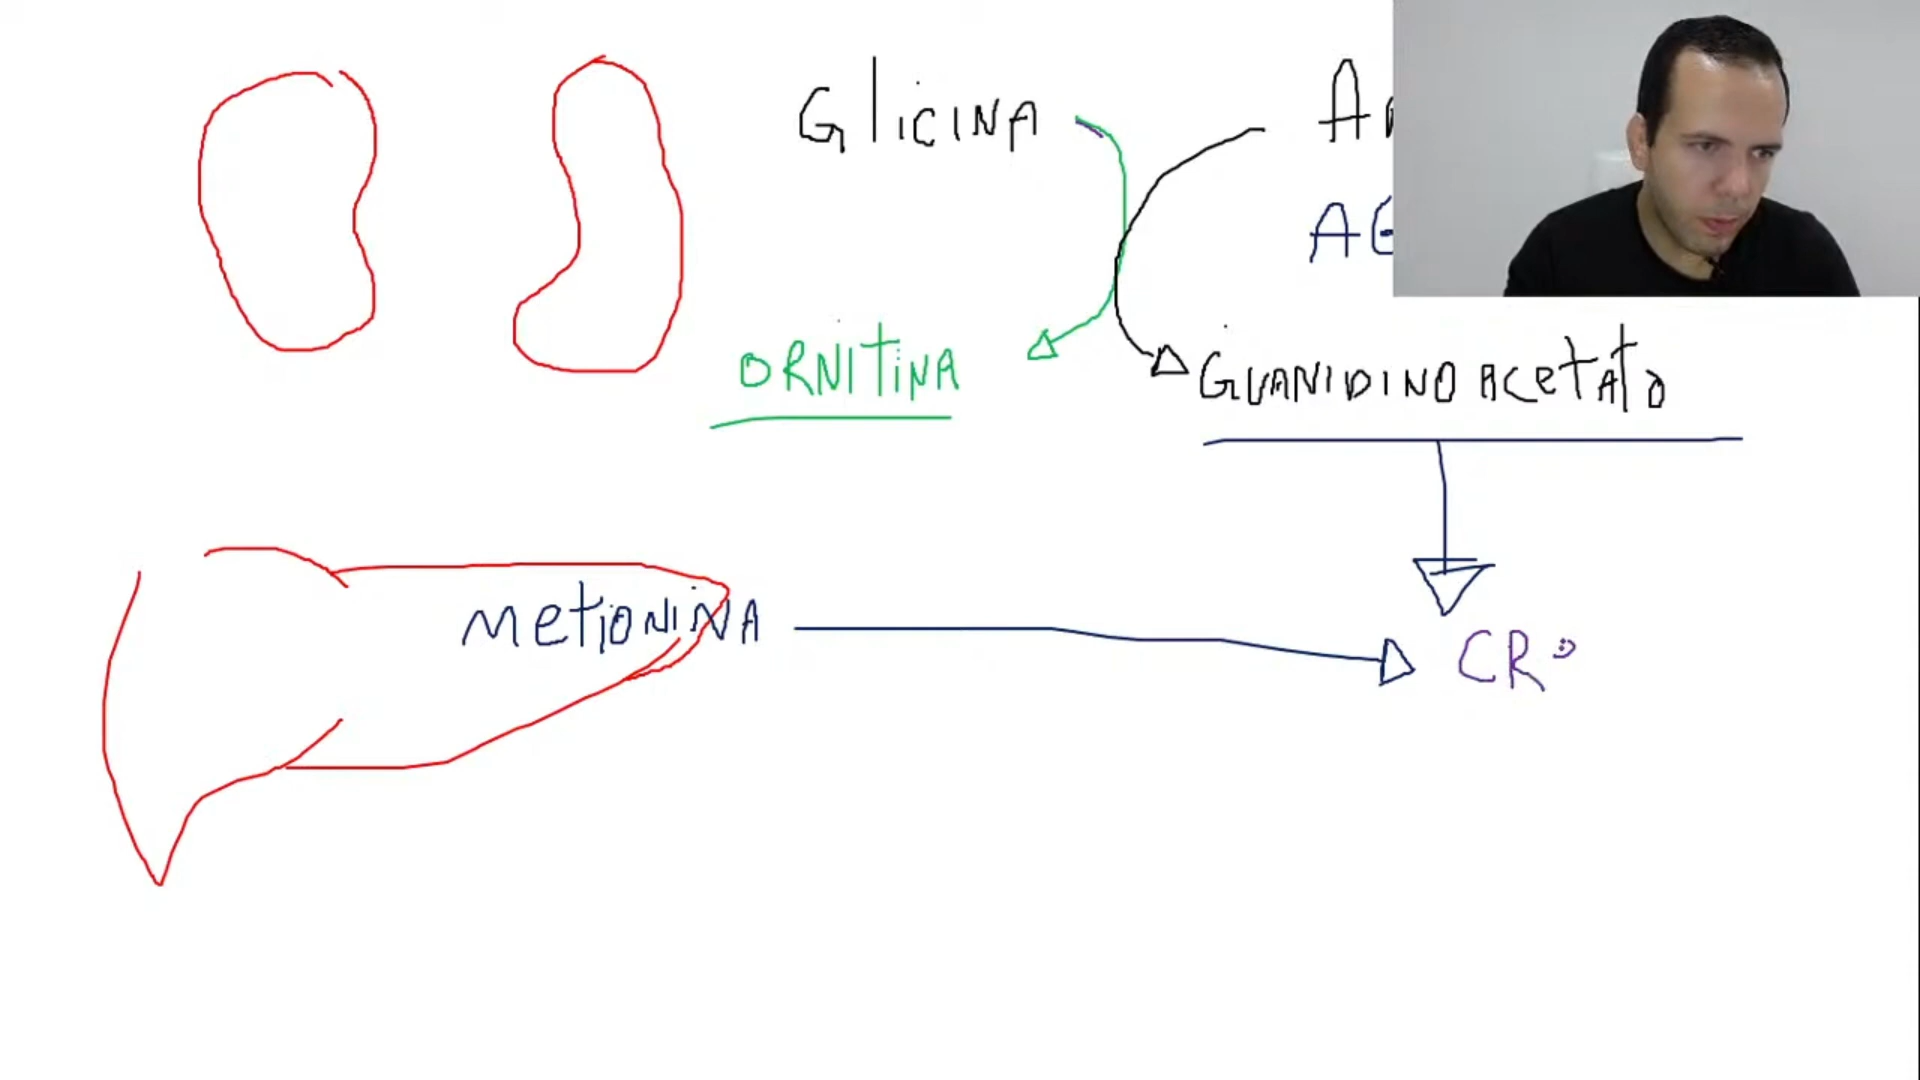 GlicINA
ORNITINA
GUANIDINO ACETATO
METIONINA
CR